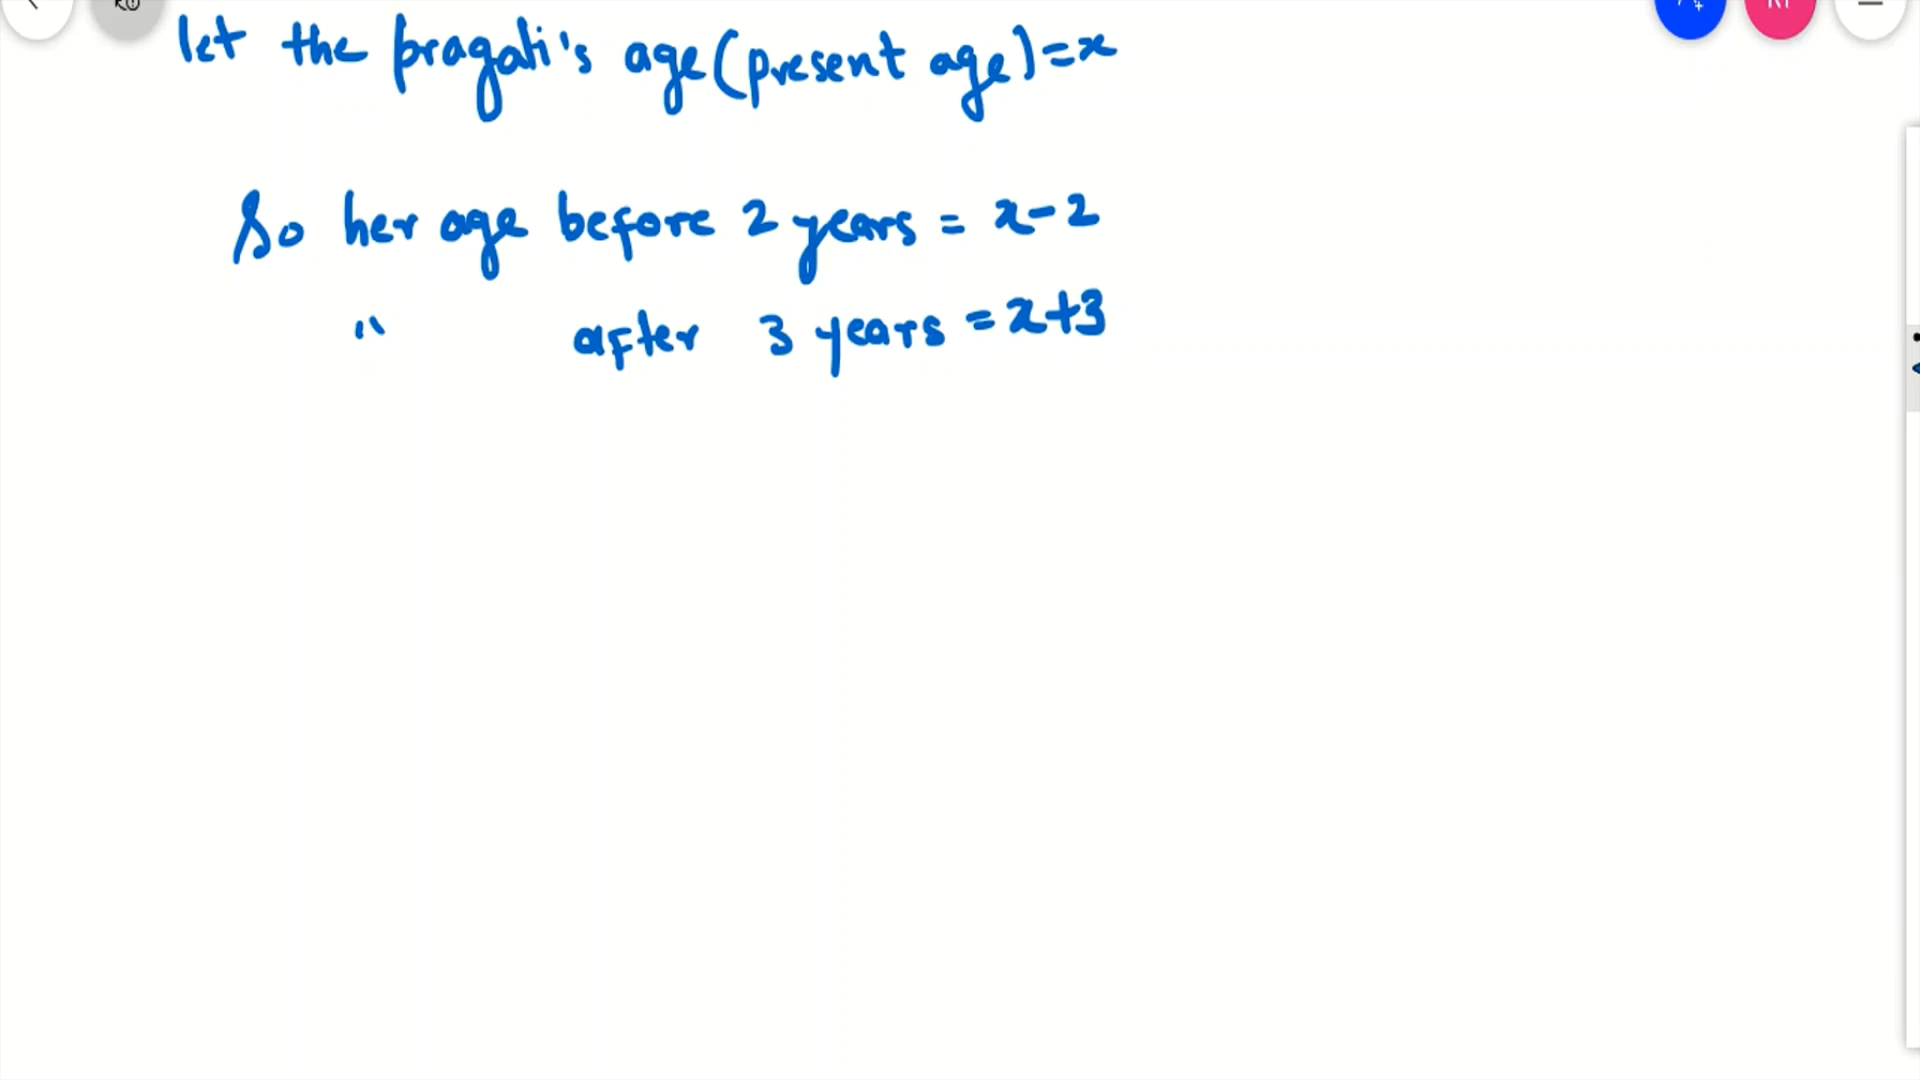 let the pragati's age (present age) = x
So her age before 2 years = x-2
" after 3 years = x+3